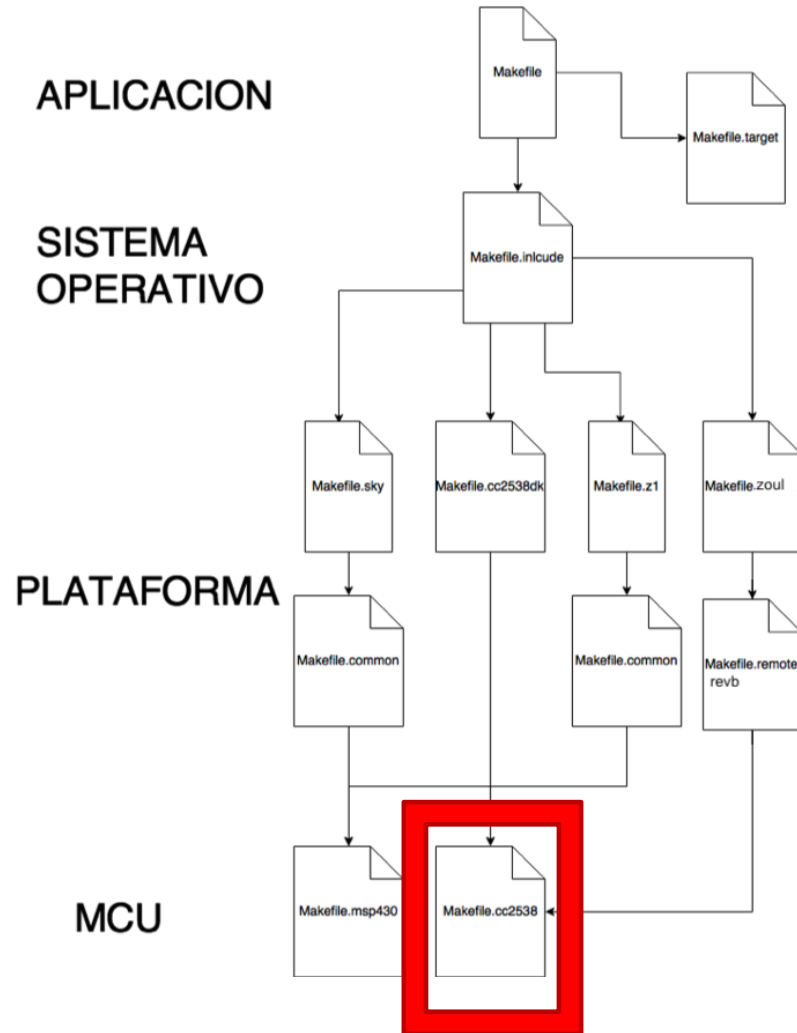 Makefile
APLICACION
Makefile.target
SISTEMA
OPERATIVO
Makefile.inlcude
Makefile.sky
Makefile.cc2538dk
Makefile.z1
Makefile.zoul
PLATAFORMA
Makefile.common
Makefile.common
Makefile.remote
revb
MCU
Makefile.msp430
Makefile.cc2538